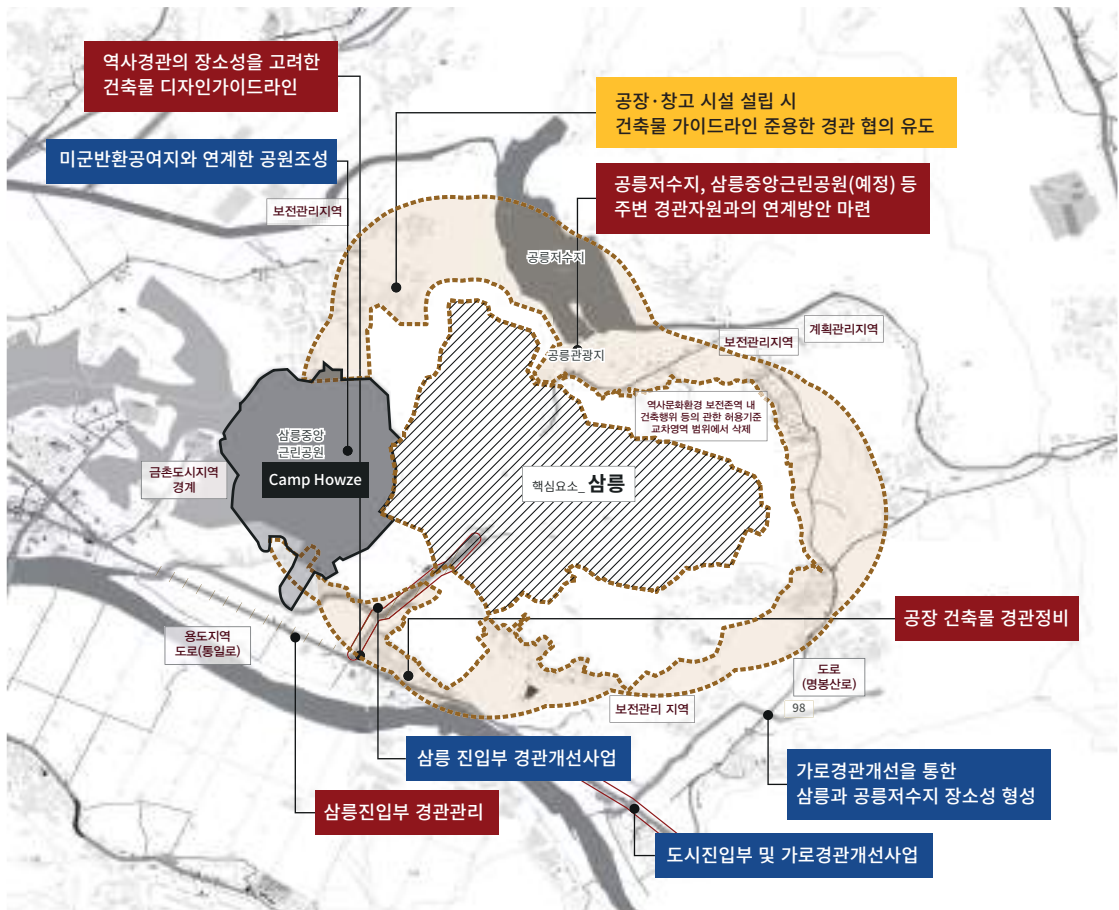 역사경관의 장소성을 고려한
건축물 디자인가이드라인
공장·창고 시설 설립 시
건축물 가이드라인 준용한 경관 협의 유도
미군반환공여지와 연계한 공원조성
공릉저수지, 삼릉중앙근린공원(예정) 등
주변 경관자원과의 연계방안 마련
보전관리지역
공릉저수지
계획관리지역
보전관리지역
공릉관광지
역사문화환경 보전존역 내
건축행위 등의 관한 허용기준
교차영역 범위에서 삭제
삼릉중앙
근린공원
Camp Howze
금촌도시지역
경계
핵심요소_ 삼릉
공장 건축물 경관정비
용도지역
도로(통일로)
도로
(명봉산로)
보전관리 지역
98
삼릉 진입부 경관개선사업
가로경관개선을 통한
삼릉과 공릉저수지 장소성 형성
삼릉진입부 경관관리
도시진입부 및 가로경관개선사업